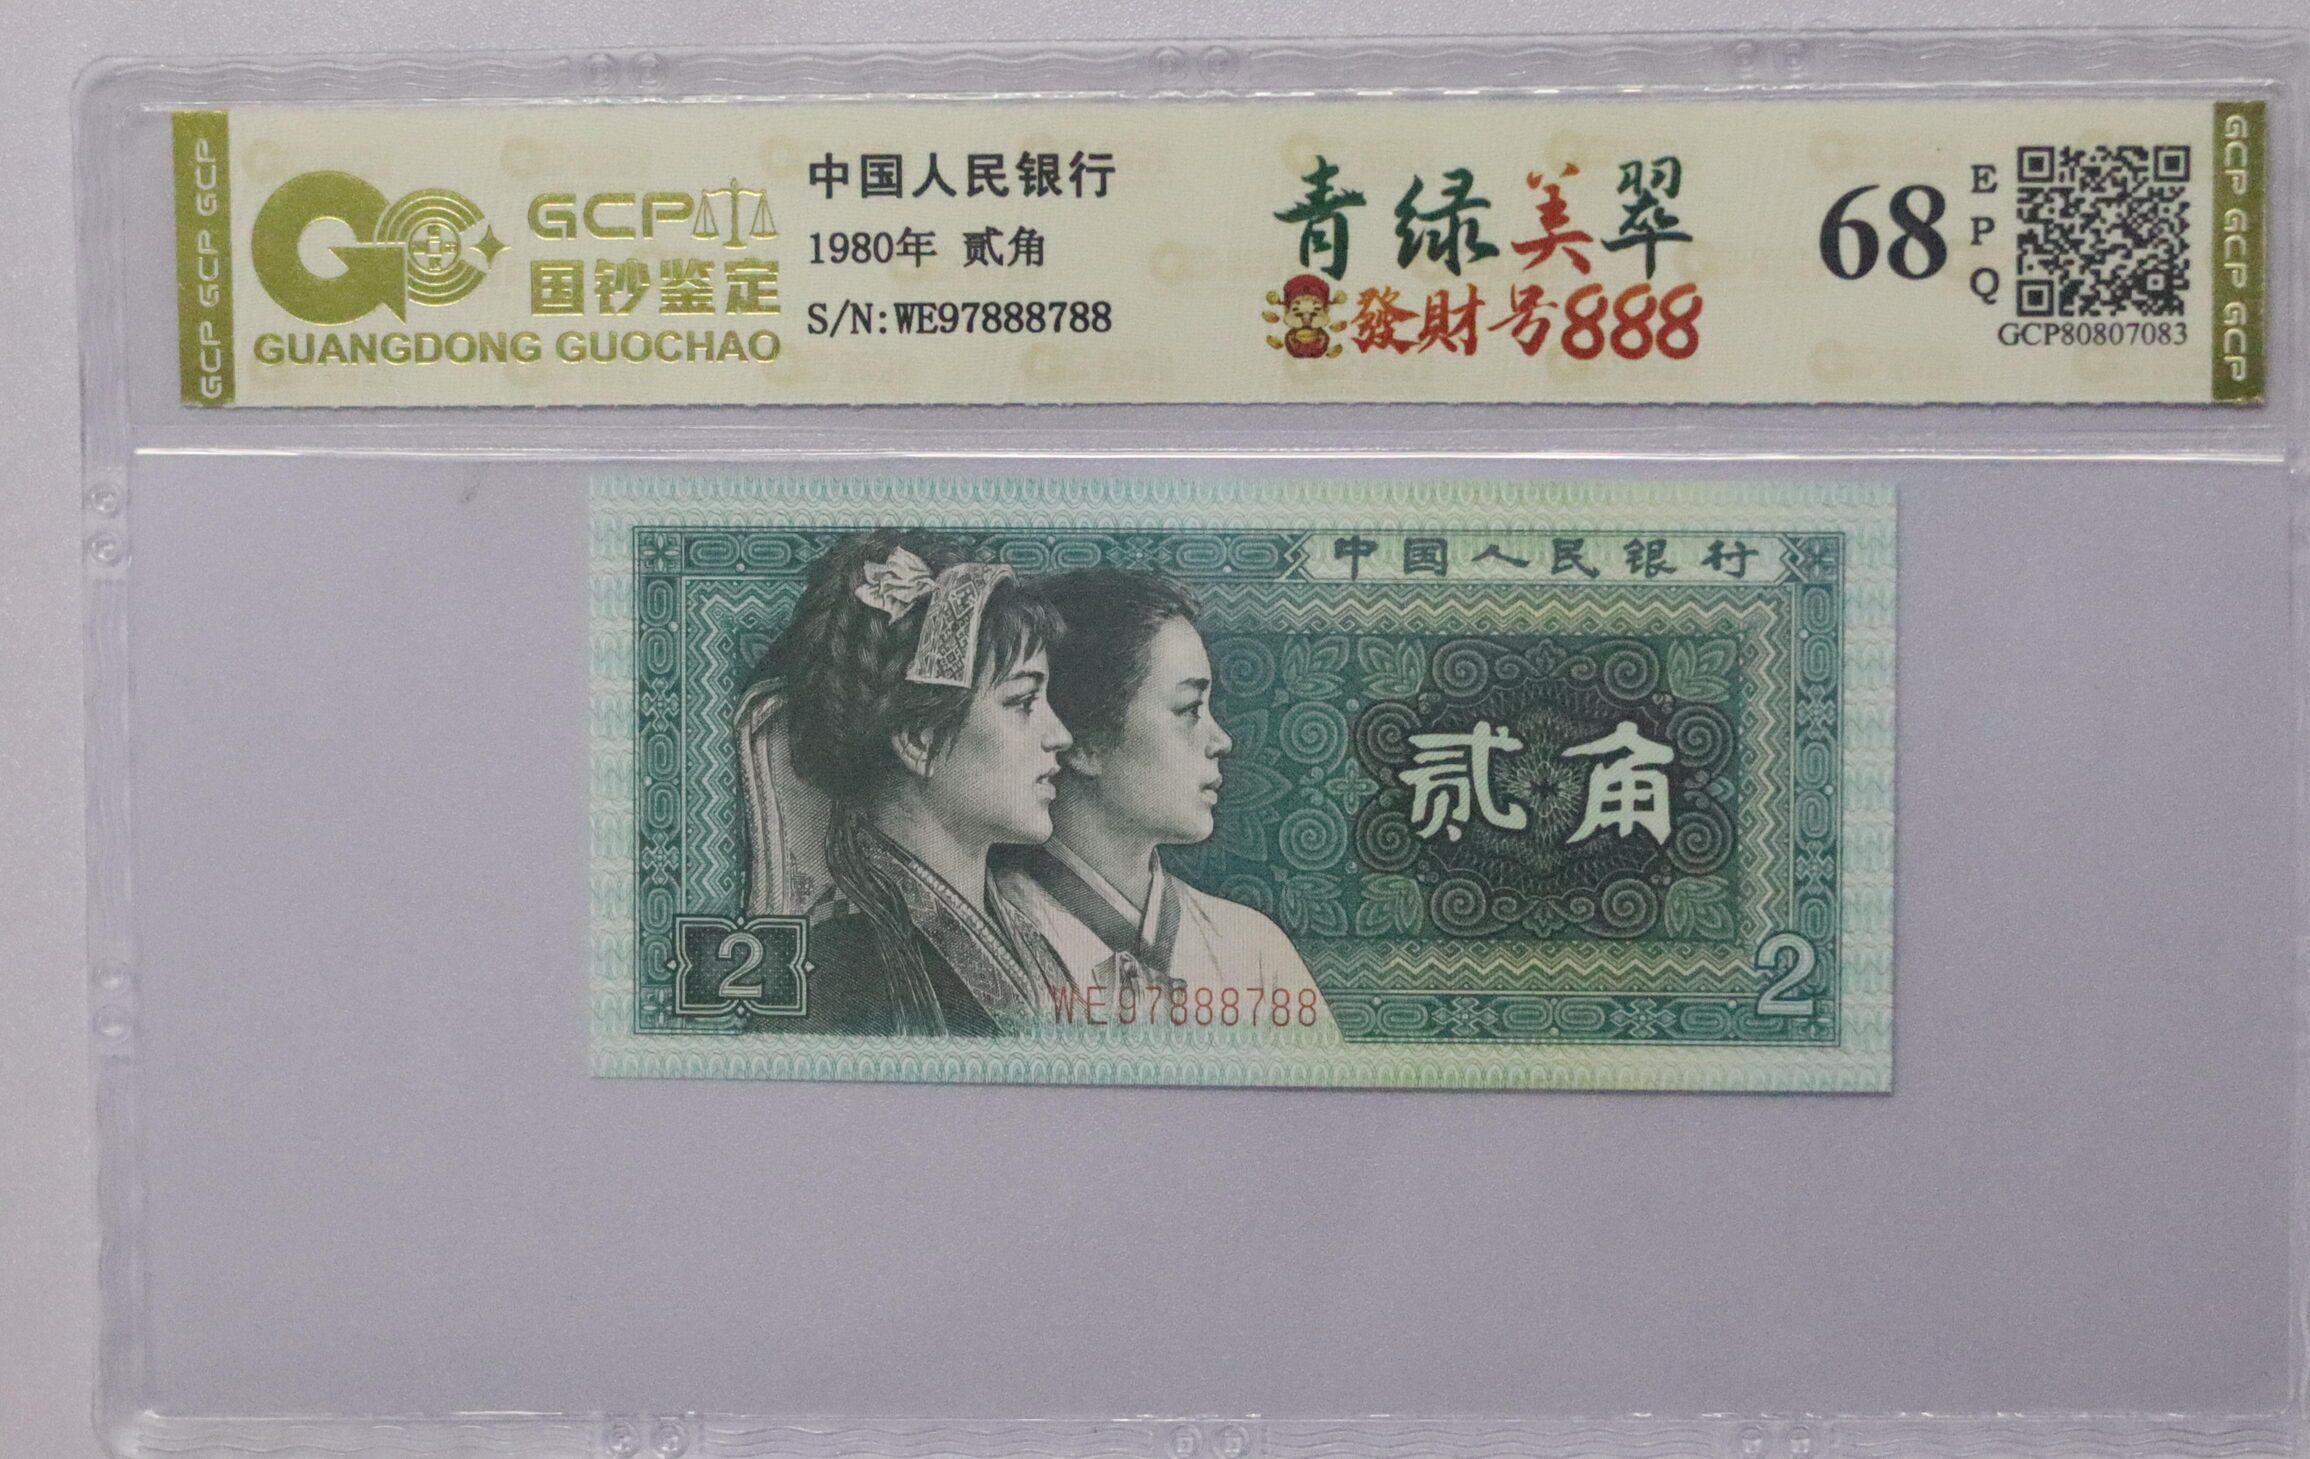 GCP GCP GCP
GCP
国钞鉴定
GUANGDONG GUOCHAO
中国人民银行
1980年 贰角
S/N:WE97888788
青绿美翠
發财号888
68
EPQ
GCP80807083
GCP GCP GCP
中国人民银行
贰角
2
2
WE97888788